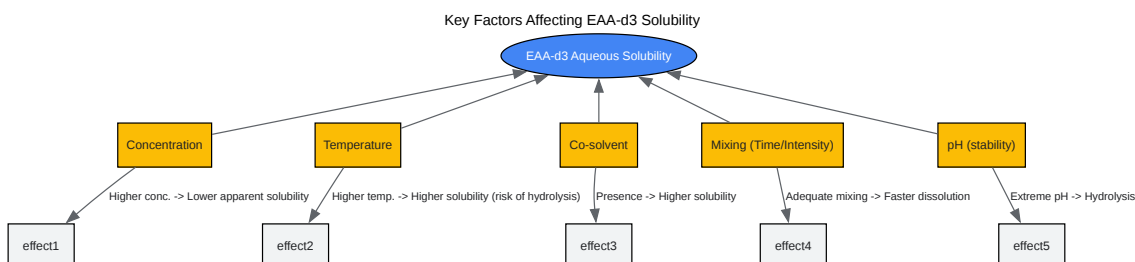 Key Factors Affecting EAA-d3 Solubility
EAA-d3 Aqueous Solubility
Concentration
Temperature
Co-solvent
Mixing (Time/Intensity)
pH (stability)
Higher conc. -> Lower apparent solubility
Higher temp. -> Higher solubility (risk of hydrolysis)
Presence -> Higher solubility
Adequate mixing -> Faster dissolution
Extreme pH -> Hydrolysis
effect1
effect2
effect3
effect4
effect5